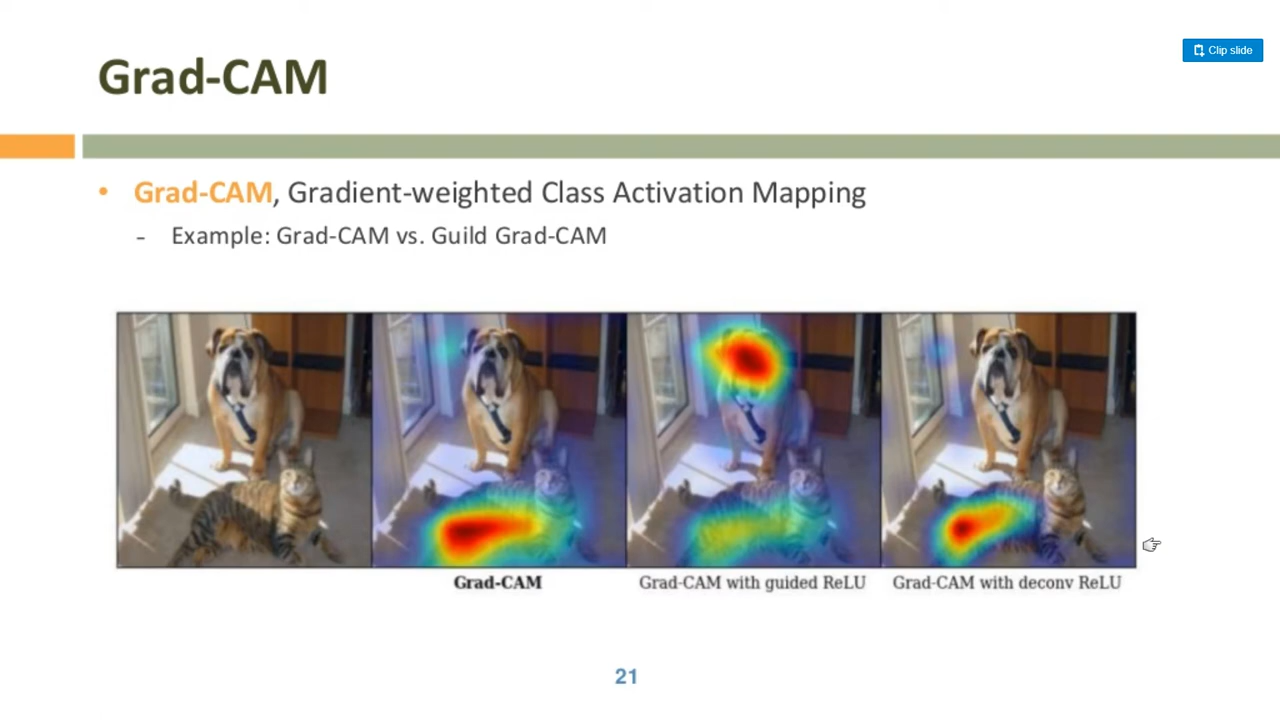 Clip slide
Grad-CAM
• Grad-CAM, Gradient-weighted Class Activation Mapping
- Example: Grad-CAM vs. Guild Grad-CAM
Grad-CAM
Grad-CAM with guided ReLU
Grad-CAM with deconv ReLU
21